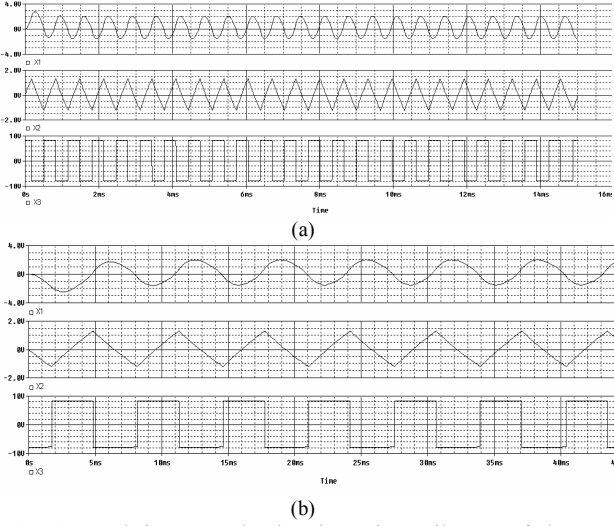 4.0V
-4.0V
X1
2.0V
0V
-2.0V
X2
10V
0V
-10V
0s 2ms 4ms 6ms 8ms 10ms 12ms 14ms 16ms
X3
Time
(a)
4.0V
0V
-4.0V
X1
2.0V
0V
-2.0V
X2
10V
0V
-10V
0s 5ms 10ms 15ms 20ms 25ms 30ms 35ms 40ms
X3
Time
(b)